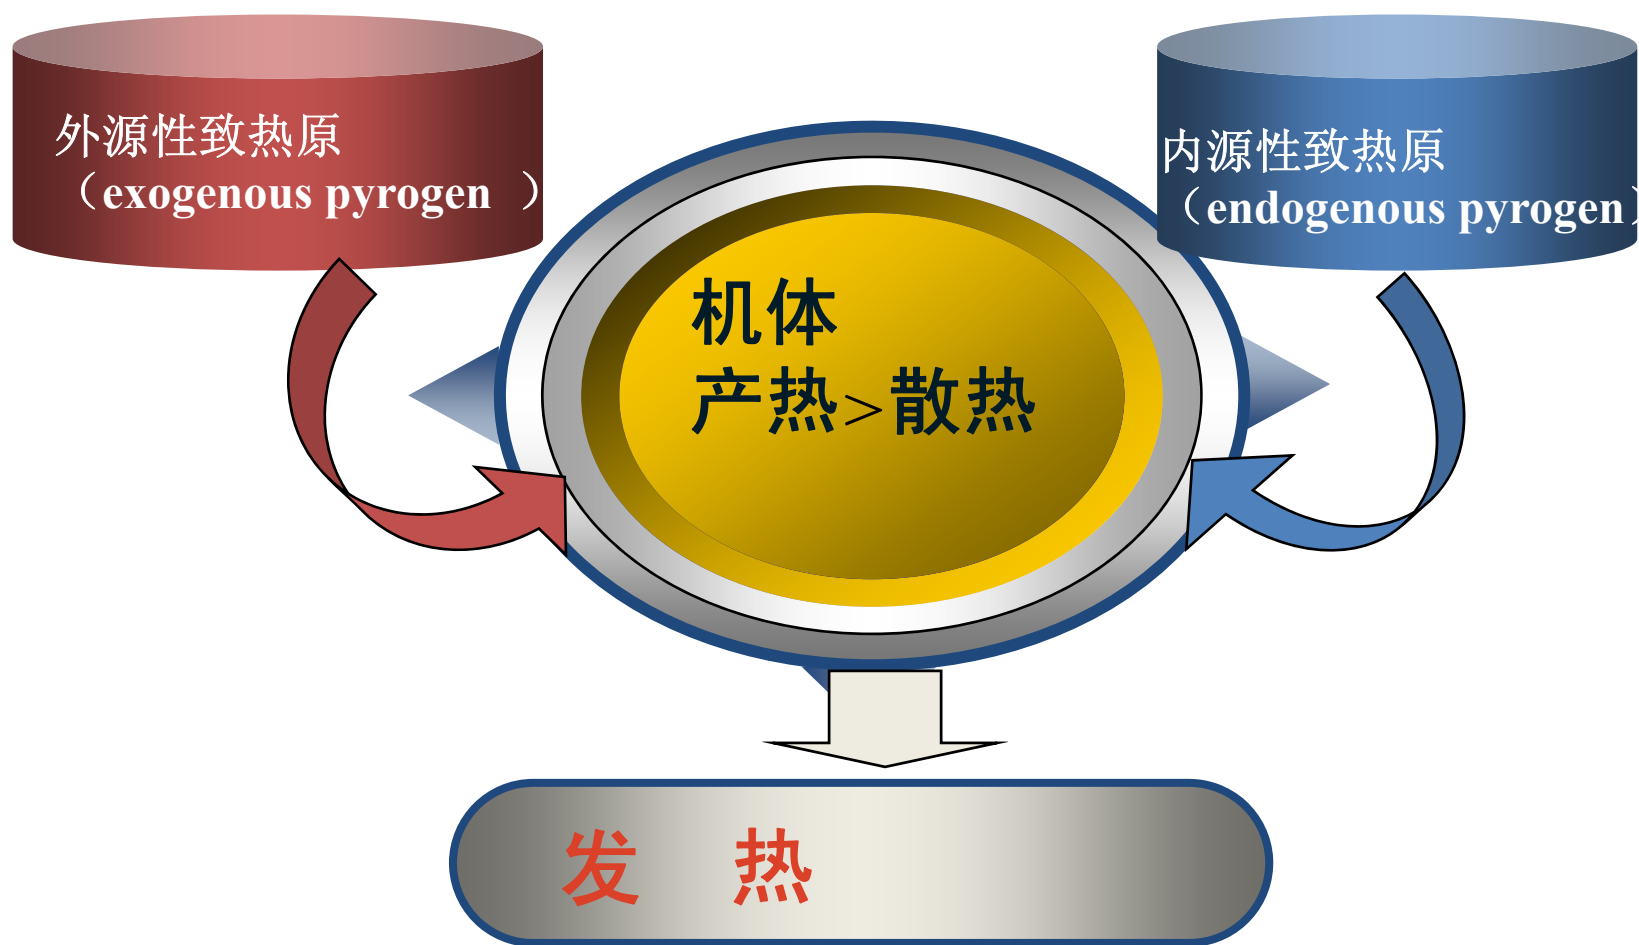 外源性致热原
（exogenous pyrogen ）
内源性致热原
（endogenous pyrogen）
机体
产热>散热
发 热